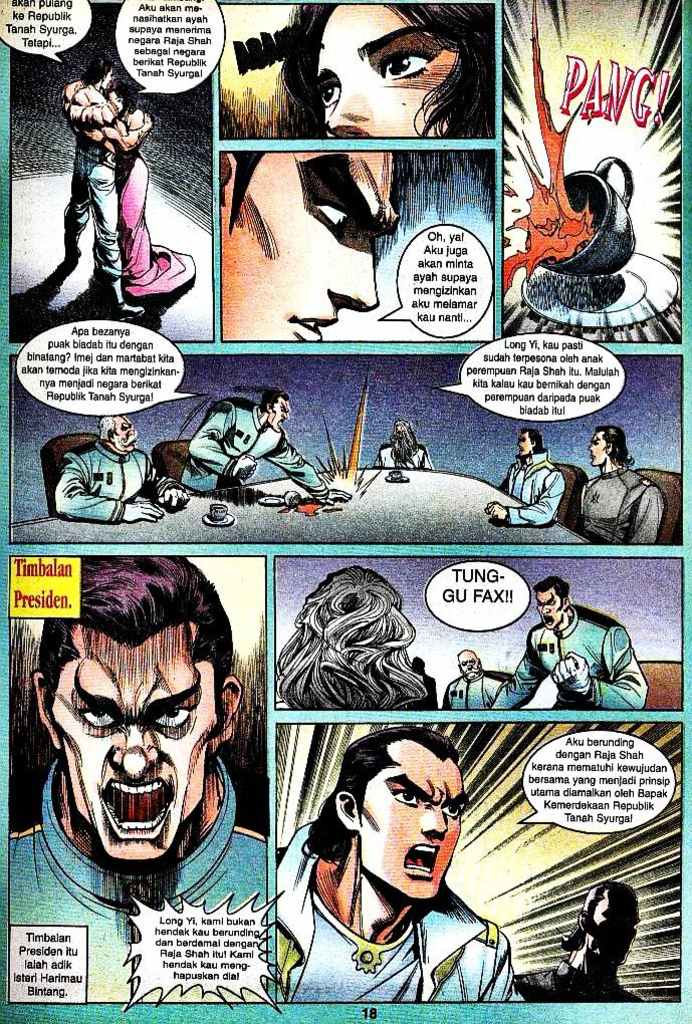 akan pulang
ke Republik
Tanah Syurga.
Tetapi...
Aku akan me-
nasihatkan ayah
supaya menerima
negara Raja Shah
sebagai negara
berikat Republik
Tanah Syurga!
PANG!
Oh, ya!
Aku juga
akan minta
ayah supaya
mengizinkan
aku melamar
kau nanti...
Apa bezanya
puak biadab itu dengan
binatang? Imej dan martabat kita
akan ternoda jika kita mengizinkan-
nya menjadi negara berikat
Republik Tanah Syurga!
Long Yi, kau pasti
sudah terpesona oleh anak
perempuan Raja Shah itu. Malulah
kita kalau kau bernikah dengan
perempuan daripada puak
biadab itu!
Timbalan
Presiden.
TUNG-
GU FAX!!
Aku berunding
dengan Raja Shah
kerana mematuhi kewujudan
bersama yang menjadi prinsip
utama diamalkan oleh Bapak
Kemerdekaan Republik
Tanah Syurga!
Timbalan
Presiden itu
ialah adik
isteri Harimau
Bintang.
Long Yi, kami bukan
hendak kau berunding
dan berdamai dengan
Raja Shah itu! Kami
hendak kau meng-
hapuskan dia!
18